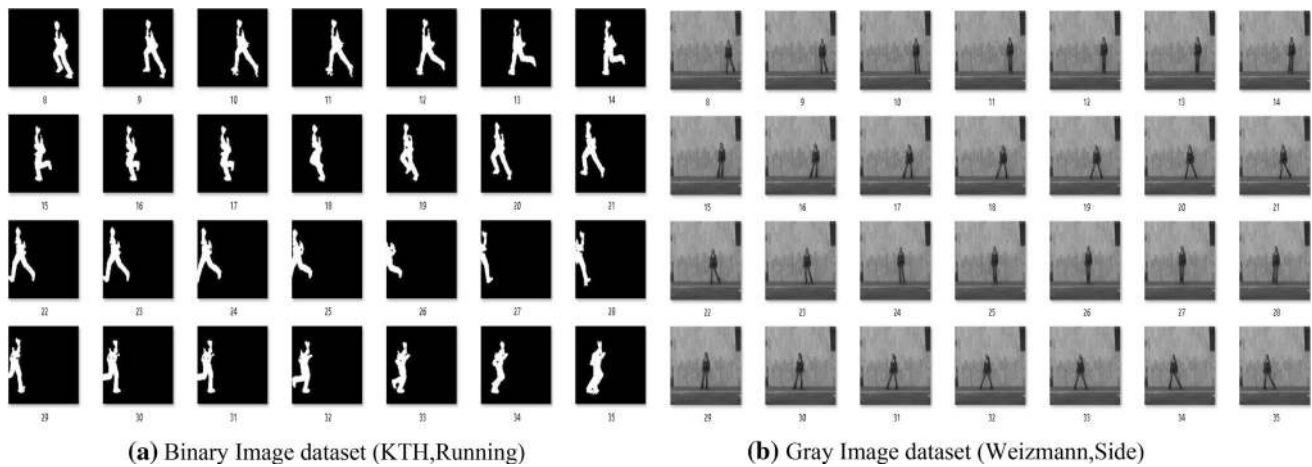 8 9 10 11 12 13 14
15 16 17 18 19 20 21
22 23 24 25 26 27 28
29 30 31 32 33 34 35
(a) Binary Image dataset (KTH,Running)
8 9 10 11 12 13 14
15 16 17 18 19 20 21
22 23 24 25 26 27 28
29 30 31 32 33 34 35
(b) Gray Image dataset (Weizmann,Side)